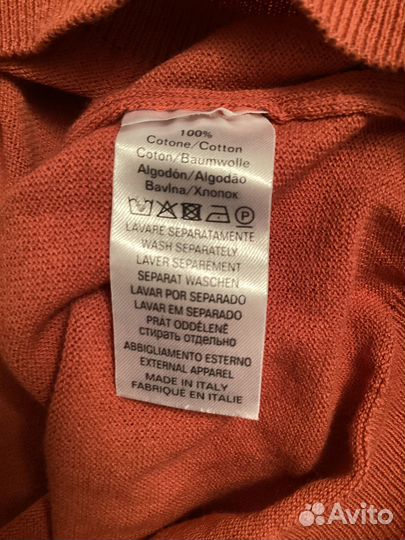 100%
Cotone/Cotton
Coton/Baumwolle
Algodón/Algodão
Bavlna/Хлопок
LAVARE SEPARATAMENTE
WASH SEPARATELY
LAVER SEPAREMENT
SEPARAT WASCHEN
LAVAR POR SEPARADO
LAVAR EM SEPARADO
PRÁT ODDĚLENĚ
стирать отдельно
ABBIGLIAMENTO ESTERNO
EXTERNAL APPAREL
MADE IN ITALY
FABRIQUÉ EN ITALIE
Avito